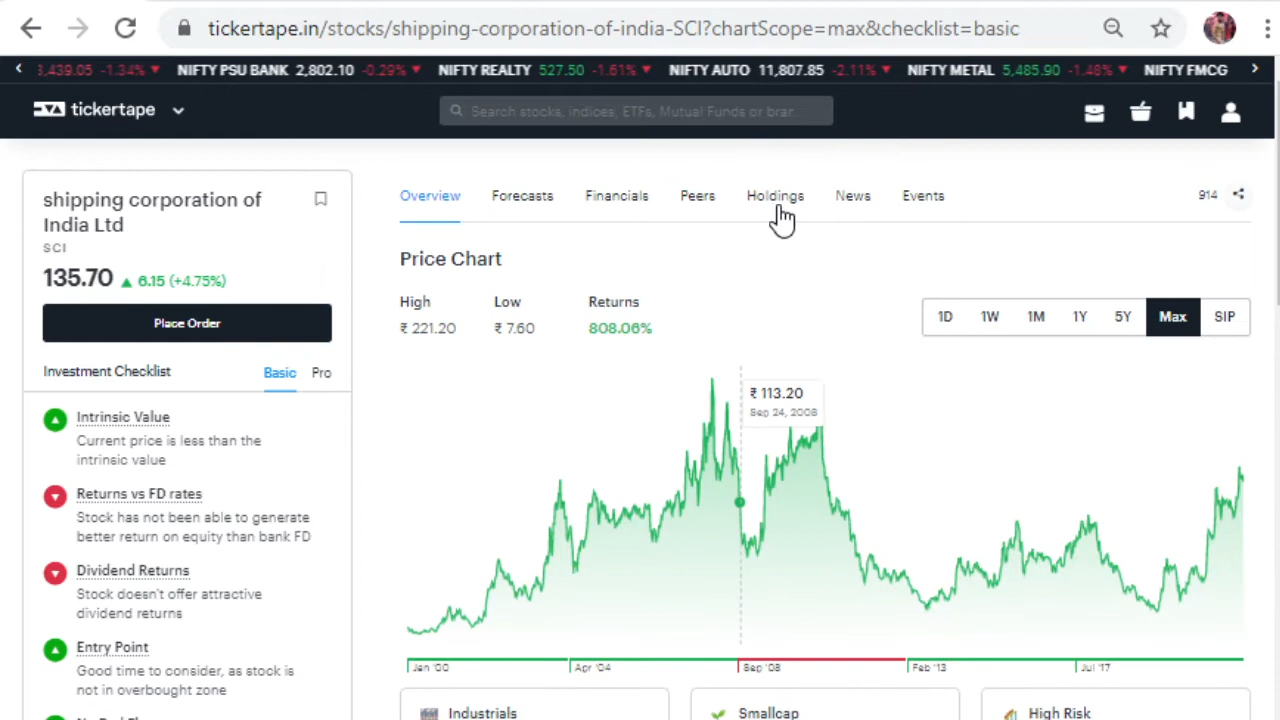 tickertape.in/stocks/shipping-corporation-of-india-SCI?chartScope=max&checklist=basic
3,439.05 -1.34% NIFTY PSU BANK 2,802.10 -0.29% NIFTY REALTY 527.50 -1.61% NIFTY AUTO 11,807.85 -2.11% NIFTY METAL 5,485.90 -1.48% NIFTY FMCG
tickertape
Search stocks, indices, ETFs, Mutual Funds or brar
shipping corporation of
India Ltd
SCI
135.70 6.15 (+4.75%)
Place Order
Investment Checklist Basic Pro
Intrinsic Value
Current price is less than the
intrinsic value
Returns vs FD rates
Stock has not been able to generate
better return on equity than bank FD
Dividend Returns
Stock doesn't offer attractive
dividend returns
Entry Point
Good time to consider, as stock is
not in overbought zone
Overview Forecasts Financials Peers Holdings News Events 914
Price Chart
High Low Returns
₹ 221.20 ₹ 7.60 808.06%
1D 1W 1M 1Y 5Y Max SIP
₹ 113.20
Sep 24, 2008
Jan '00 Apr '04 Sep '08 Feb '13 Jul '17
Industrials Smallcap High Risk